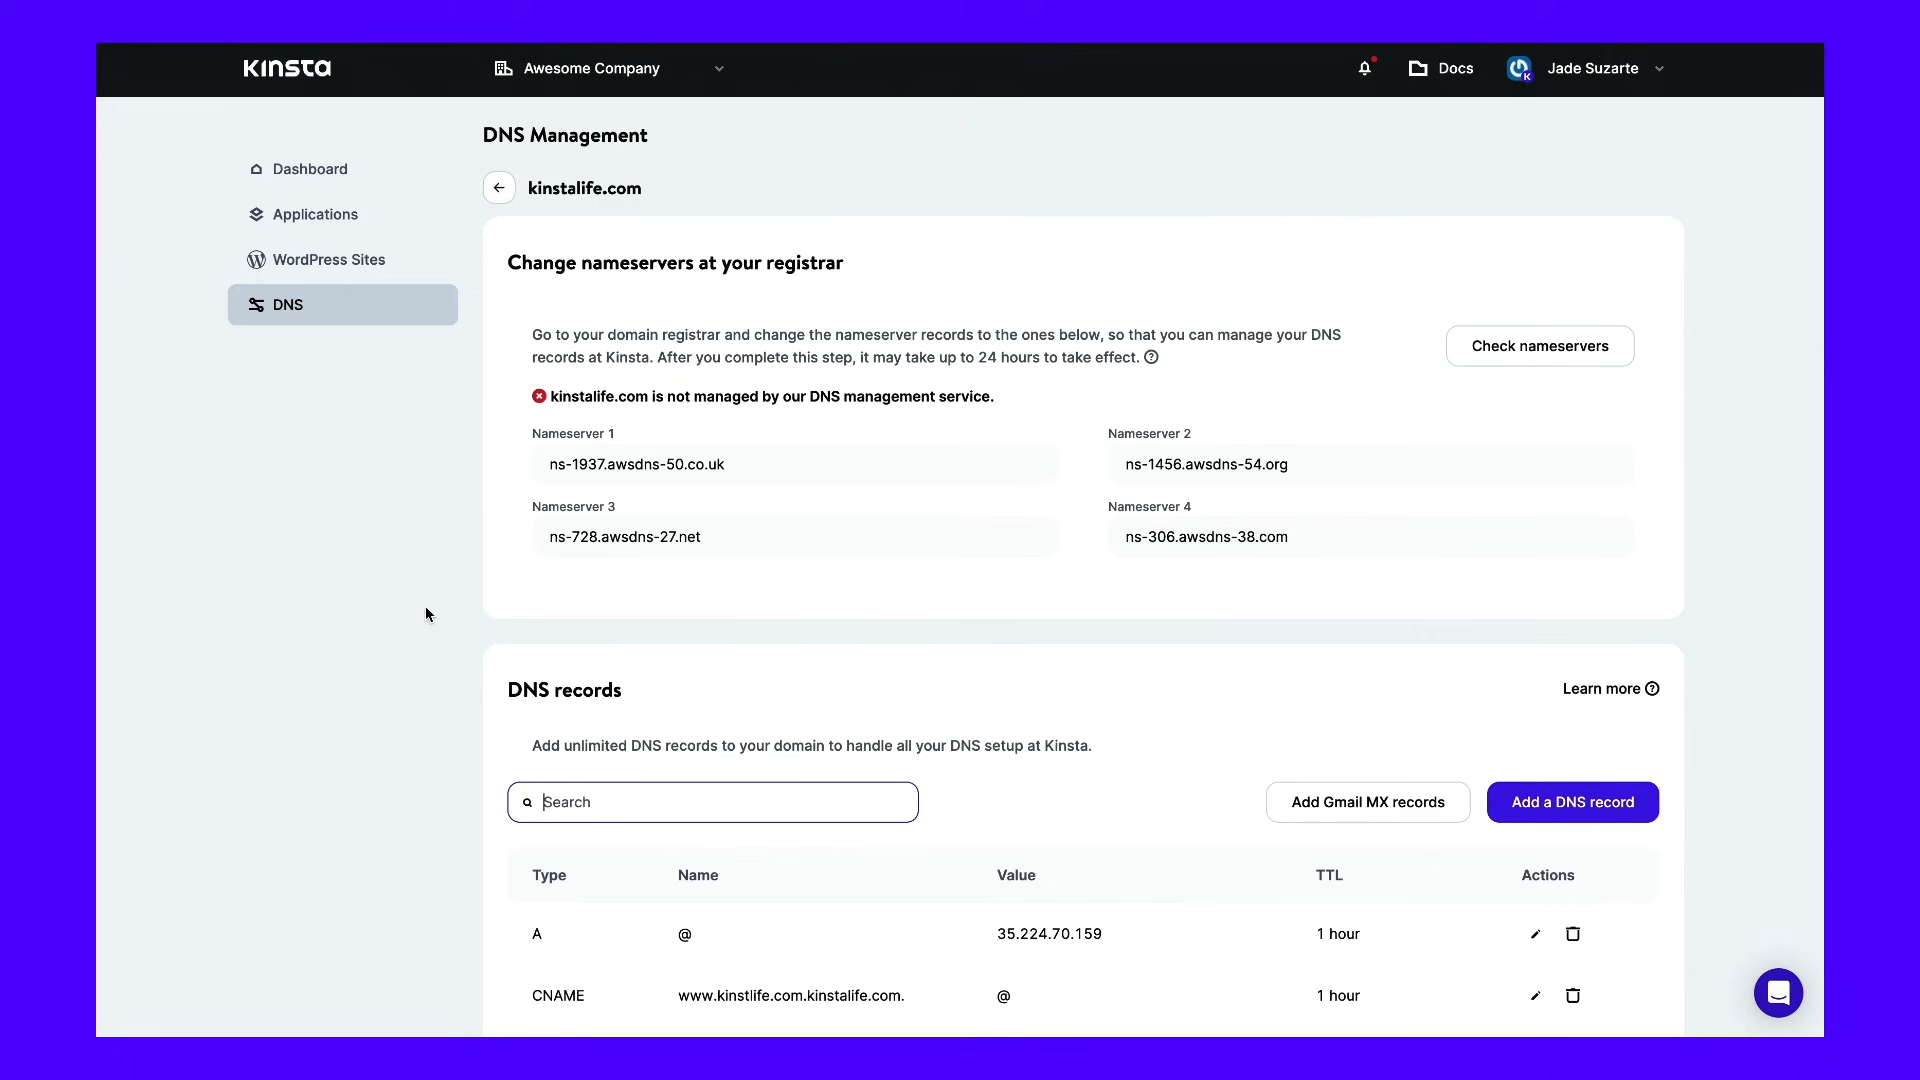 Kinsta
Awesome Company
Docs
Jade Suzarte
Dashboard
Applications
WordPress Sites
DNS
DNS Management
kinstalife.com
Change nameservers at your registrar
Go to your domain registrar and change the nameserver records to the ones below, so that you can manage your DNS
records at Kinsta. After you complete this step, it may take up to 24 hours to take effect.
Check nameservers
kinstalife.com is not managed by our DNS management service.
Nameserver 1
Nameserver 2
ns-1937.awsdns-50.co.uk
ns-1456.awsdns-54.org
Nameserver 3
Nameserver 4
ns-728.awsdns-27.net
ns-306.awsdns-38.com
DNS records
Learn more
Add unlimited DNS records to your domain to handle all your DNS setup at Kinsta.
Search
Add Gmail MX records
Add a DNS record
Type Name Value TTL Actions
A @ 35.224.70.159 1 hour
CNAME www.kinstlife.com.kinstalife.com. @ 1 hour